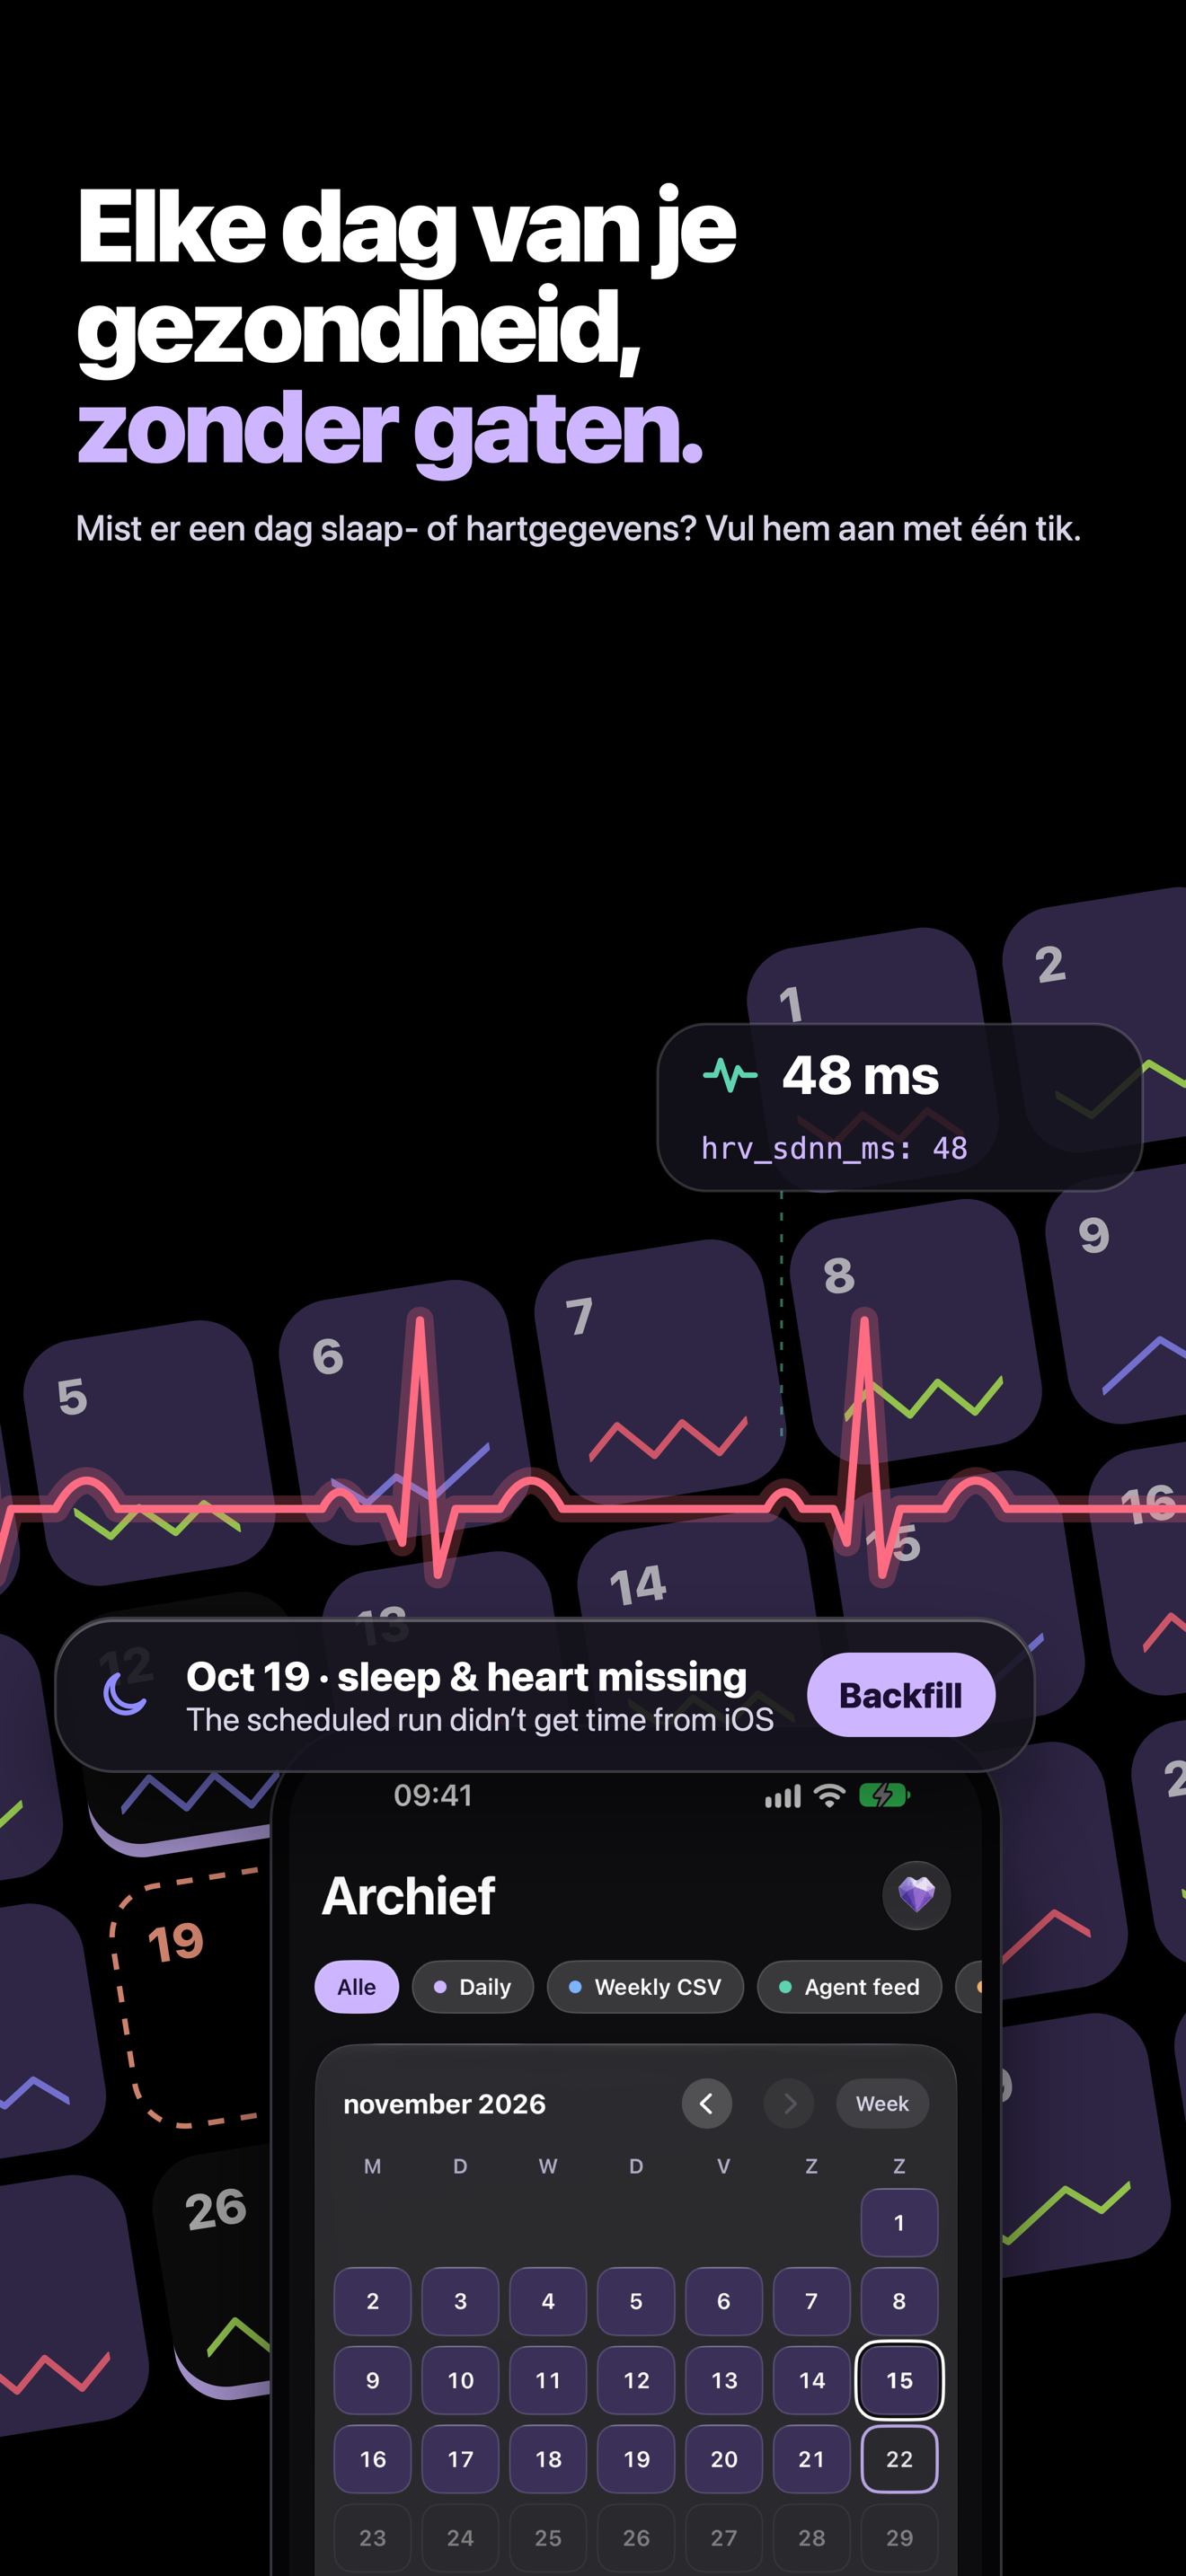 Elke dag van je
gezondheid,
zonder gaten.
Mist er een dag slaap- of hartgegevens? Vul hem aan met één tik.
1
2
48 ms
hrv_sdnn_ms: 48
5
6
7
8
9
12
13
14
15
16
Oct 19 · sleep & heart missing
The scheduled run didn't get time from iOS
Backfill
09:41
19
26
Archief
Alle
Daily
Weekly CSV
Agent feed
november 2026
Week
M D W D V Z Z
1
2 3 4 5 6 7 8
9 10 11 12 13 14 15
16 17 18 19 20 21 22
23 24 25 26 27 28 29